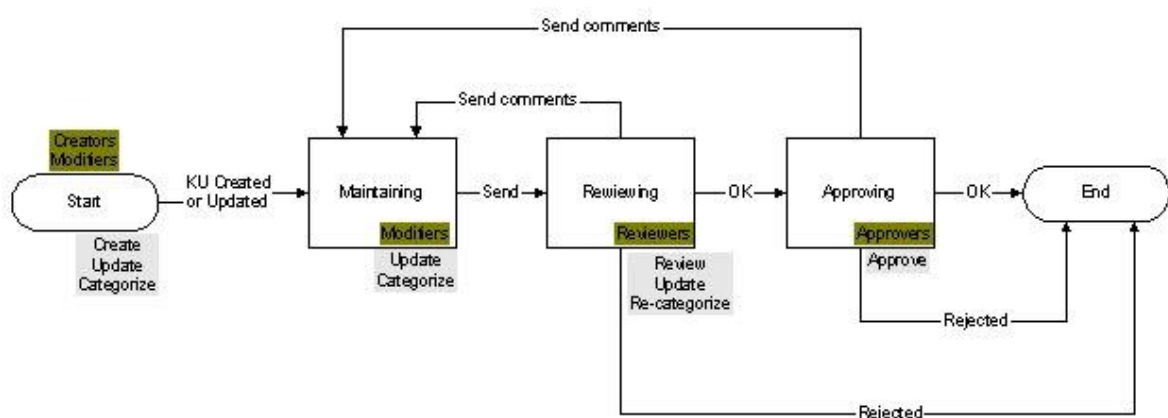 Send comments
Send comments
Creators
Modifiers
Start
Create
Update
Categorize
KU Created
or Updated
Maintaining
Modifiers
Update
Categorize
Send
Rewiewing
Reviewers
Review
Update
Re-categorize
OK
Approving
Approvers
Approve
OK
End
Rejected
Rejected